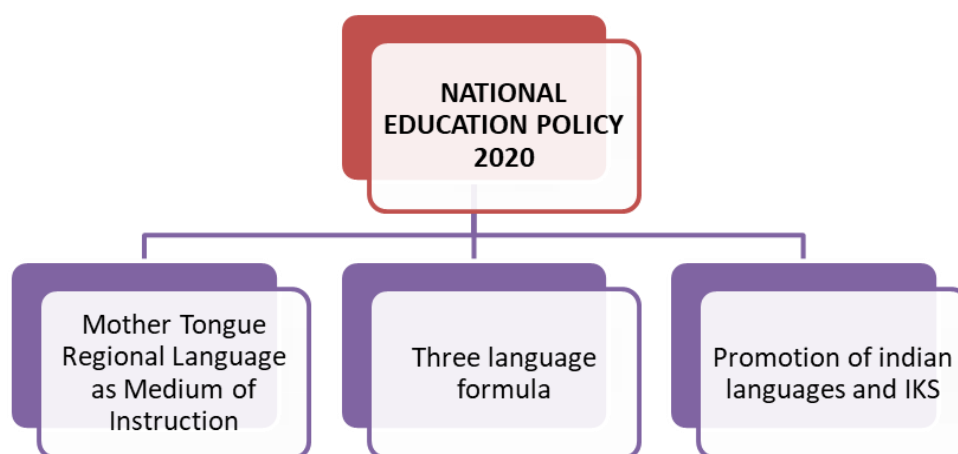 NATIONAL
EDUCATION POLICY
2020
Mother Tongue
Regional Language
as Medium of
Instruction
Three language
formula
Promotion of indian
languages and IKS